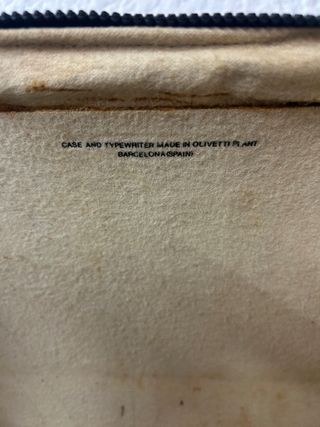 CASE AND TYPEWRITER MADE IN OLIVETTI PLANT
BARCELONA (SPAIN)